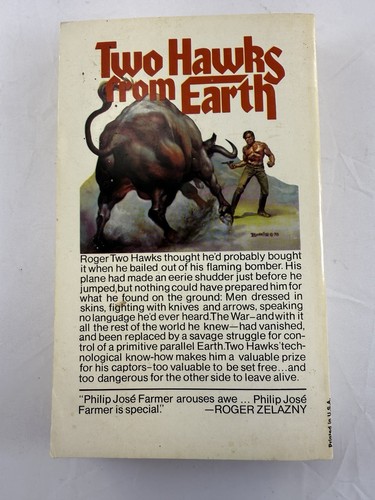 Two Hawks
from Earth
Roger Two Hawks thought he'd probably bought
it when he bailed out of his flaming bomber. His
plane had made an eerie shudder just before he
jumped, but nothing could have prepared him for
what he found on the ground: Men dressed in
skins, fighting with knives and arrows, speaking
no language he'd ever heard. The War—and with it
all the rest of the world he knew—had vanished,
and been replaced by a savage struggle for con-
trol of a primitive parallel Earth. Two Hawks' tech-
nological know-how makes him a valuable prize
for his captors–too valuable to be set free...and
too dangerous for the other side to leave alive.
"Philip José Farmer arouses awe ... Philip José
Farmer is special."
—ROGER ZELAZNY
Printed in U.S.A.